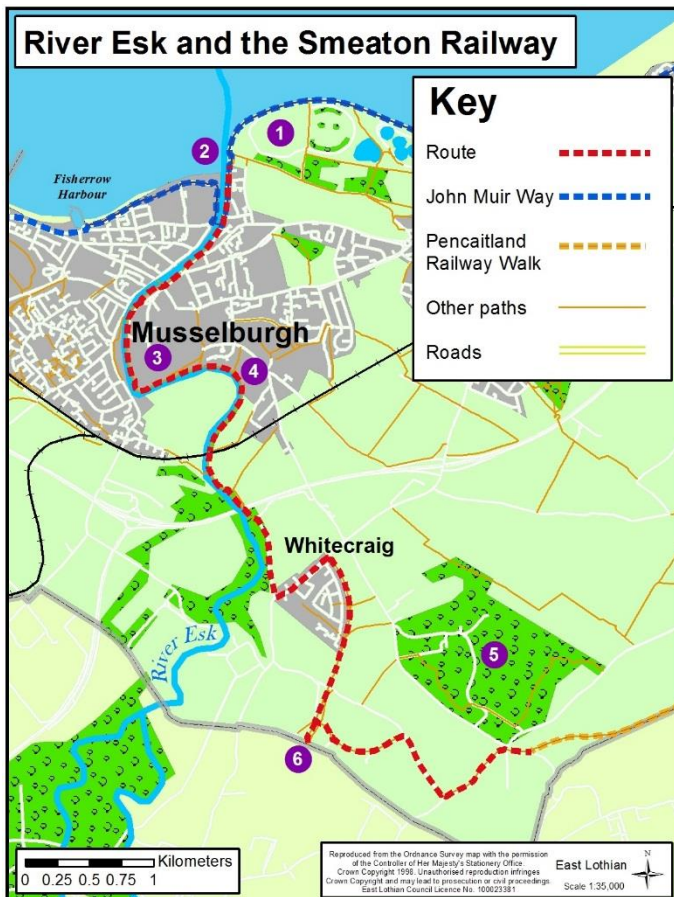 River Esk and the Smeaton Railway
Key
Route
John Muir Way
Pencaitland
Railway Walk
Other paths
Roads
1
2
Fisherrow
Harbour
Musselburgh
3
4
Whitecraig
River Esk
5
6
Kilometers
0 0.25 0.5 0.75 1
Reproduced from the Ordnance Survey map with the permission
of the Controller of Her Majesty's Stationery Office.
Crown Copyright 1998. Unauthorised reproduction infringes
Crown Copyright and may lead to prosecution or civil proceedings.
East Lothian Council Licence No. 100023381
East Lothian
N
Scale 1:35,000